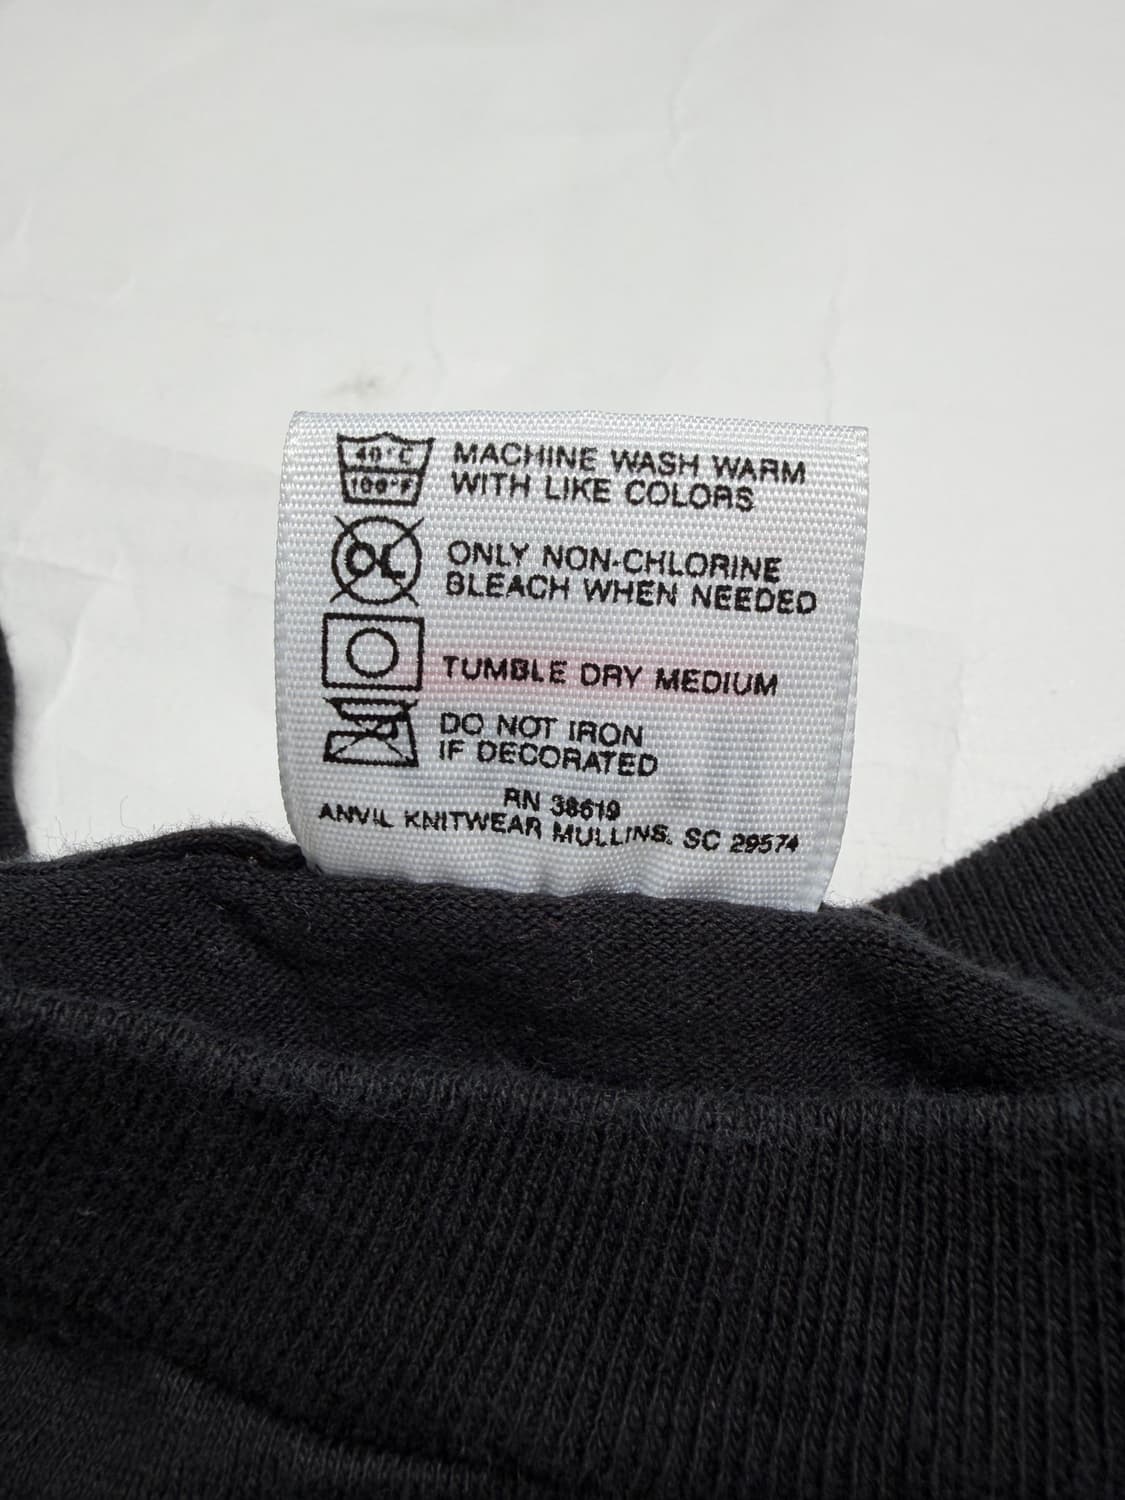 40°C
100°F
MACHINE WASH WARM
WITH LIKE COLORS
CL
ONLY NON-CHLORINE
BLEACH WHEN NEEDED
TUMBLE DRY MEDIUM
DO NOT IRON
IF DECORATED
RN 38619
ANVIL KNITWEAR MULLINS, SC 29574